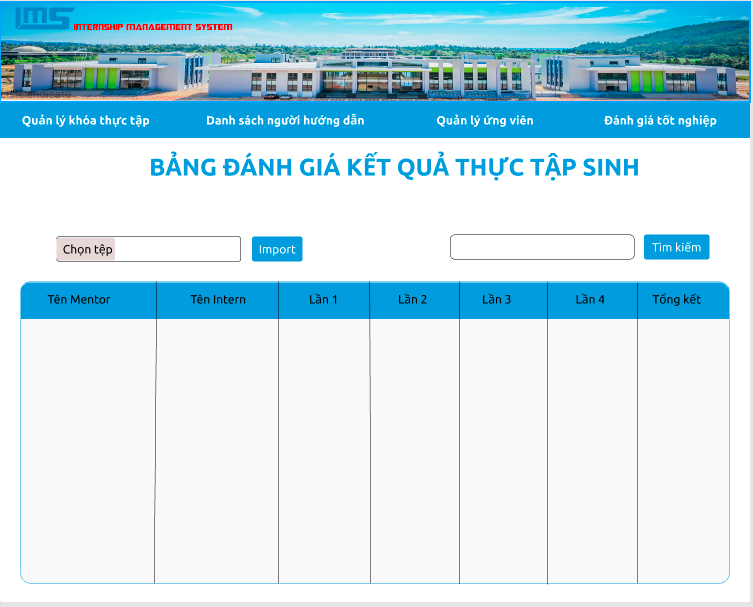 IMS INTERNSHIP MANAGEMENT SYSTEM
Quản lý khóa thực tập Danh sách người hướng dẫn Quản lý ứng viên Đánh giá tốt nghiệp
BẢNG ĐÁNH GIÁ KẾT QUẢ THỰC TẬP SINH
Chọn tệp Import Tìm kiếm
Tên Mentor Tên Intern Lần 1 Lần 2 Lần 3 Lần 4 Tổng kết